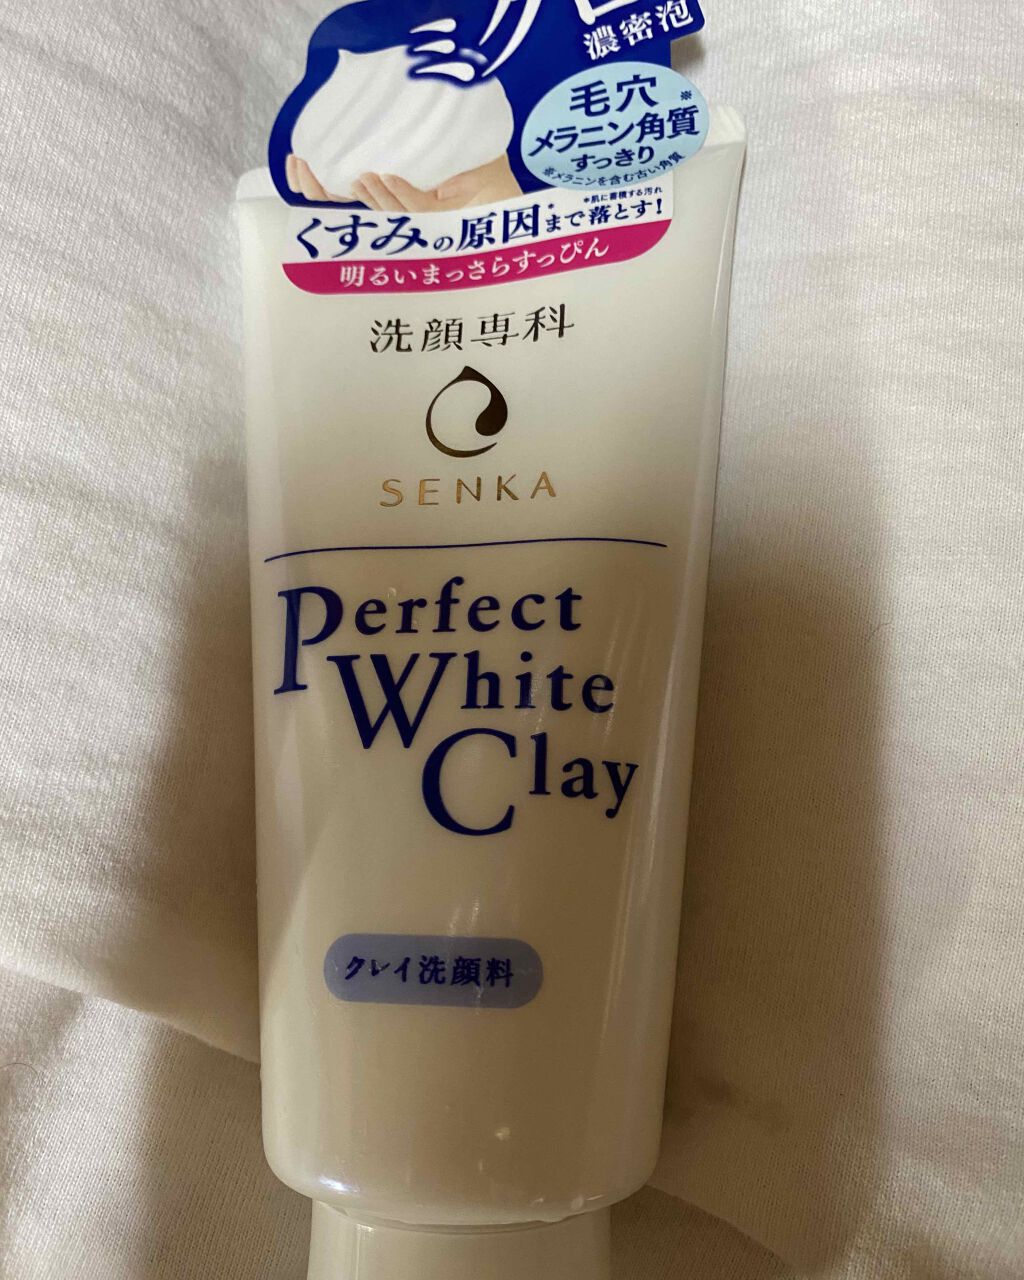 ミクロ
濃密泡
毛穴
メラニン角質※
すっきり
※メラニンを含む古い角質
*肌に蓄積する汚れ
くすみの原因*まで落とす!
明るいまっさらすっぴん
洗顔専科
SENKA
Perfect
White
Clay
クレイ洗顔料